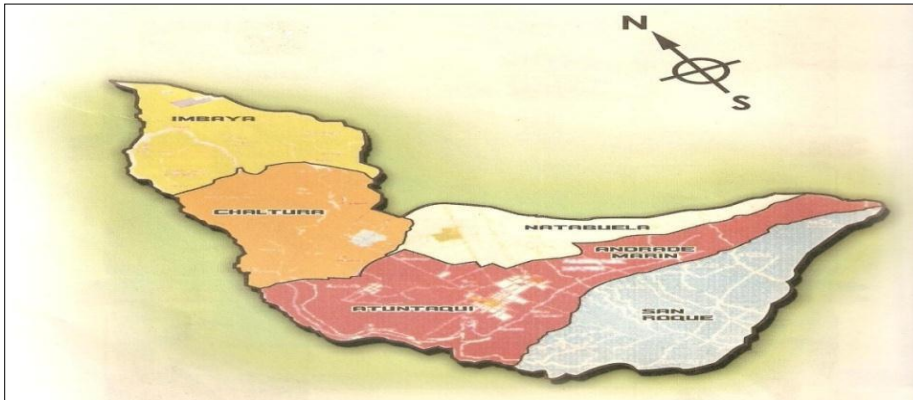 N
S
IMBAYA
CHALTURA
NATABUELA
ANDRADE
MARIN
ATUNTAQUI
SAN
ROQUE